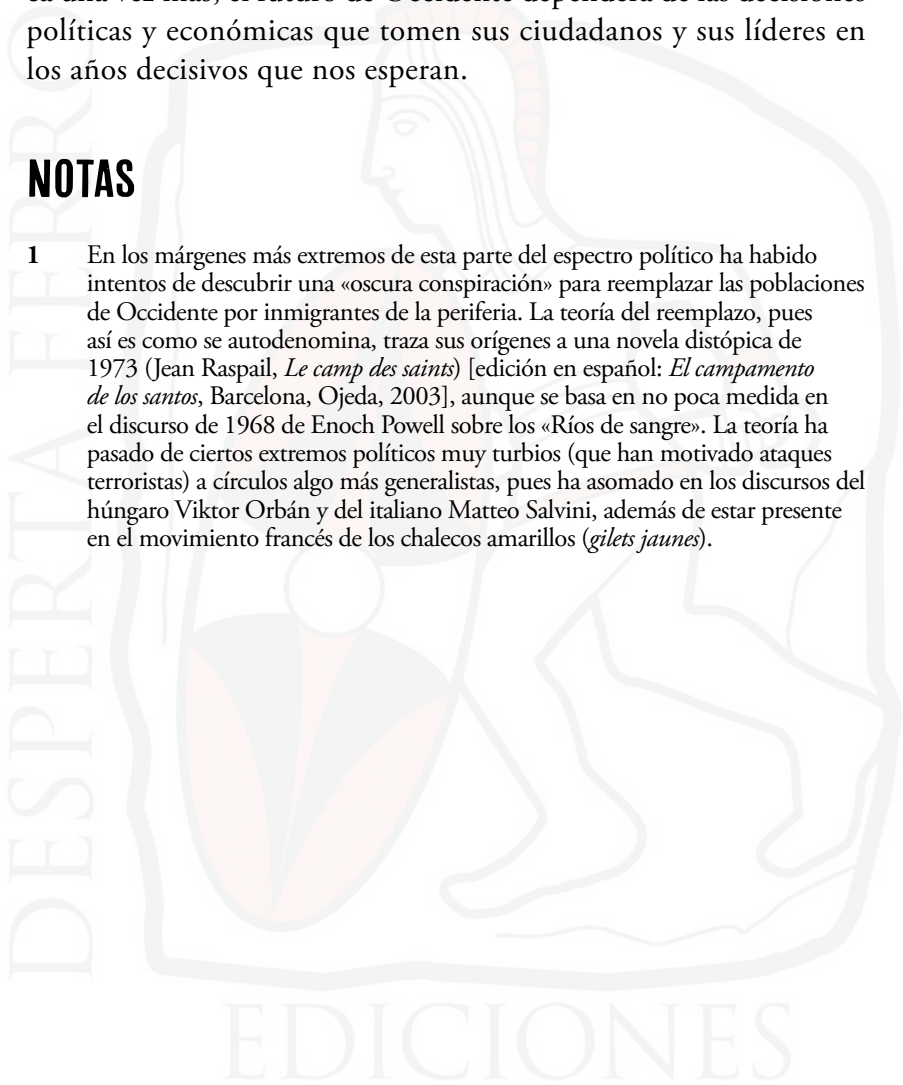 políticas y económicas que tomen sus ciudadanos y sus líderes en
los años decisivos que nos esperan.
NOTAS
1 En los márgenes más extremos de esta parte del espectro político ha habido
intentos de descubrir una «oscura conspiración» para reemplazar las poblaciones
de Occidente por inmigrantes de la periferia. La teoría del reemplazo, pues
así es como se autodenomina, traza sus orígenes a una novela distópica de
1973 (Jean Raspail, Le camp des saints) [edición en español: El campamento
de los santos, Barcelona, Ojeda, 2003], aunque se basa en no poca medida en
el discurso de 1968 de Enoch Powell sobre los «Ríos de sangre». La teoría ha
pasado de ciertos extremos políticos muy turbios (que han motivado ataques
terroristas) a círculos algo más generalistas, pues ha asomado en los discursos del
húngaro Viktor Orbán y del italiano Matteo Salvini, además de estar presente
en el movimiento francés de los chalecos amarillos (gilets jaunes).
DESPERTA FERRO
EDICIONES